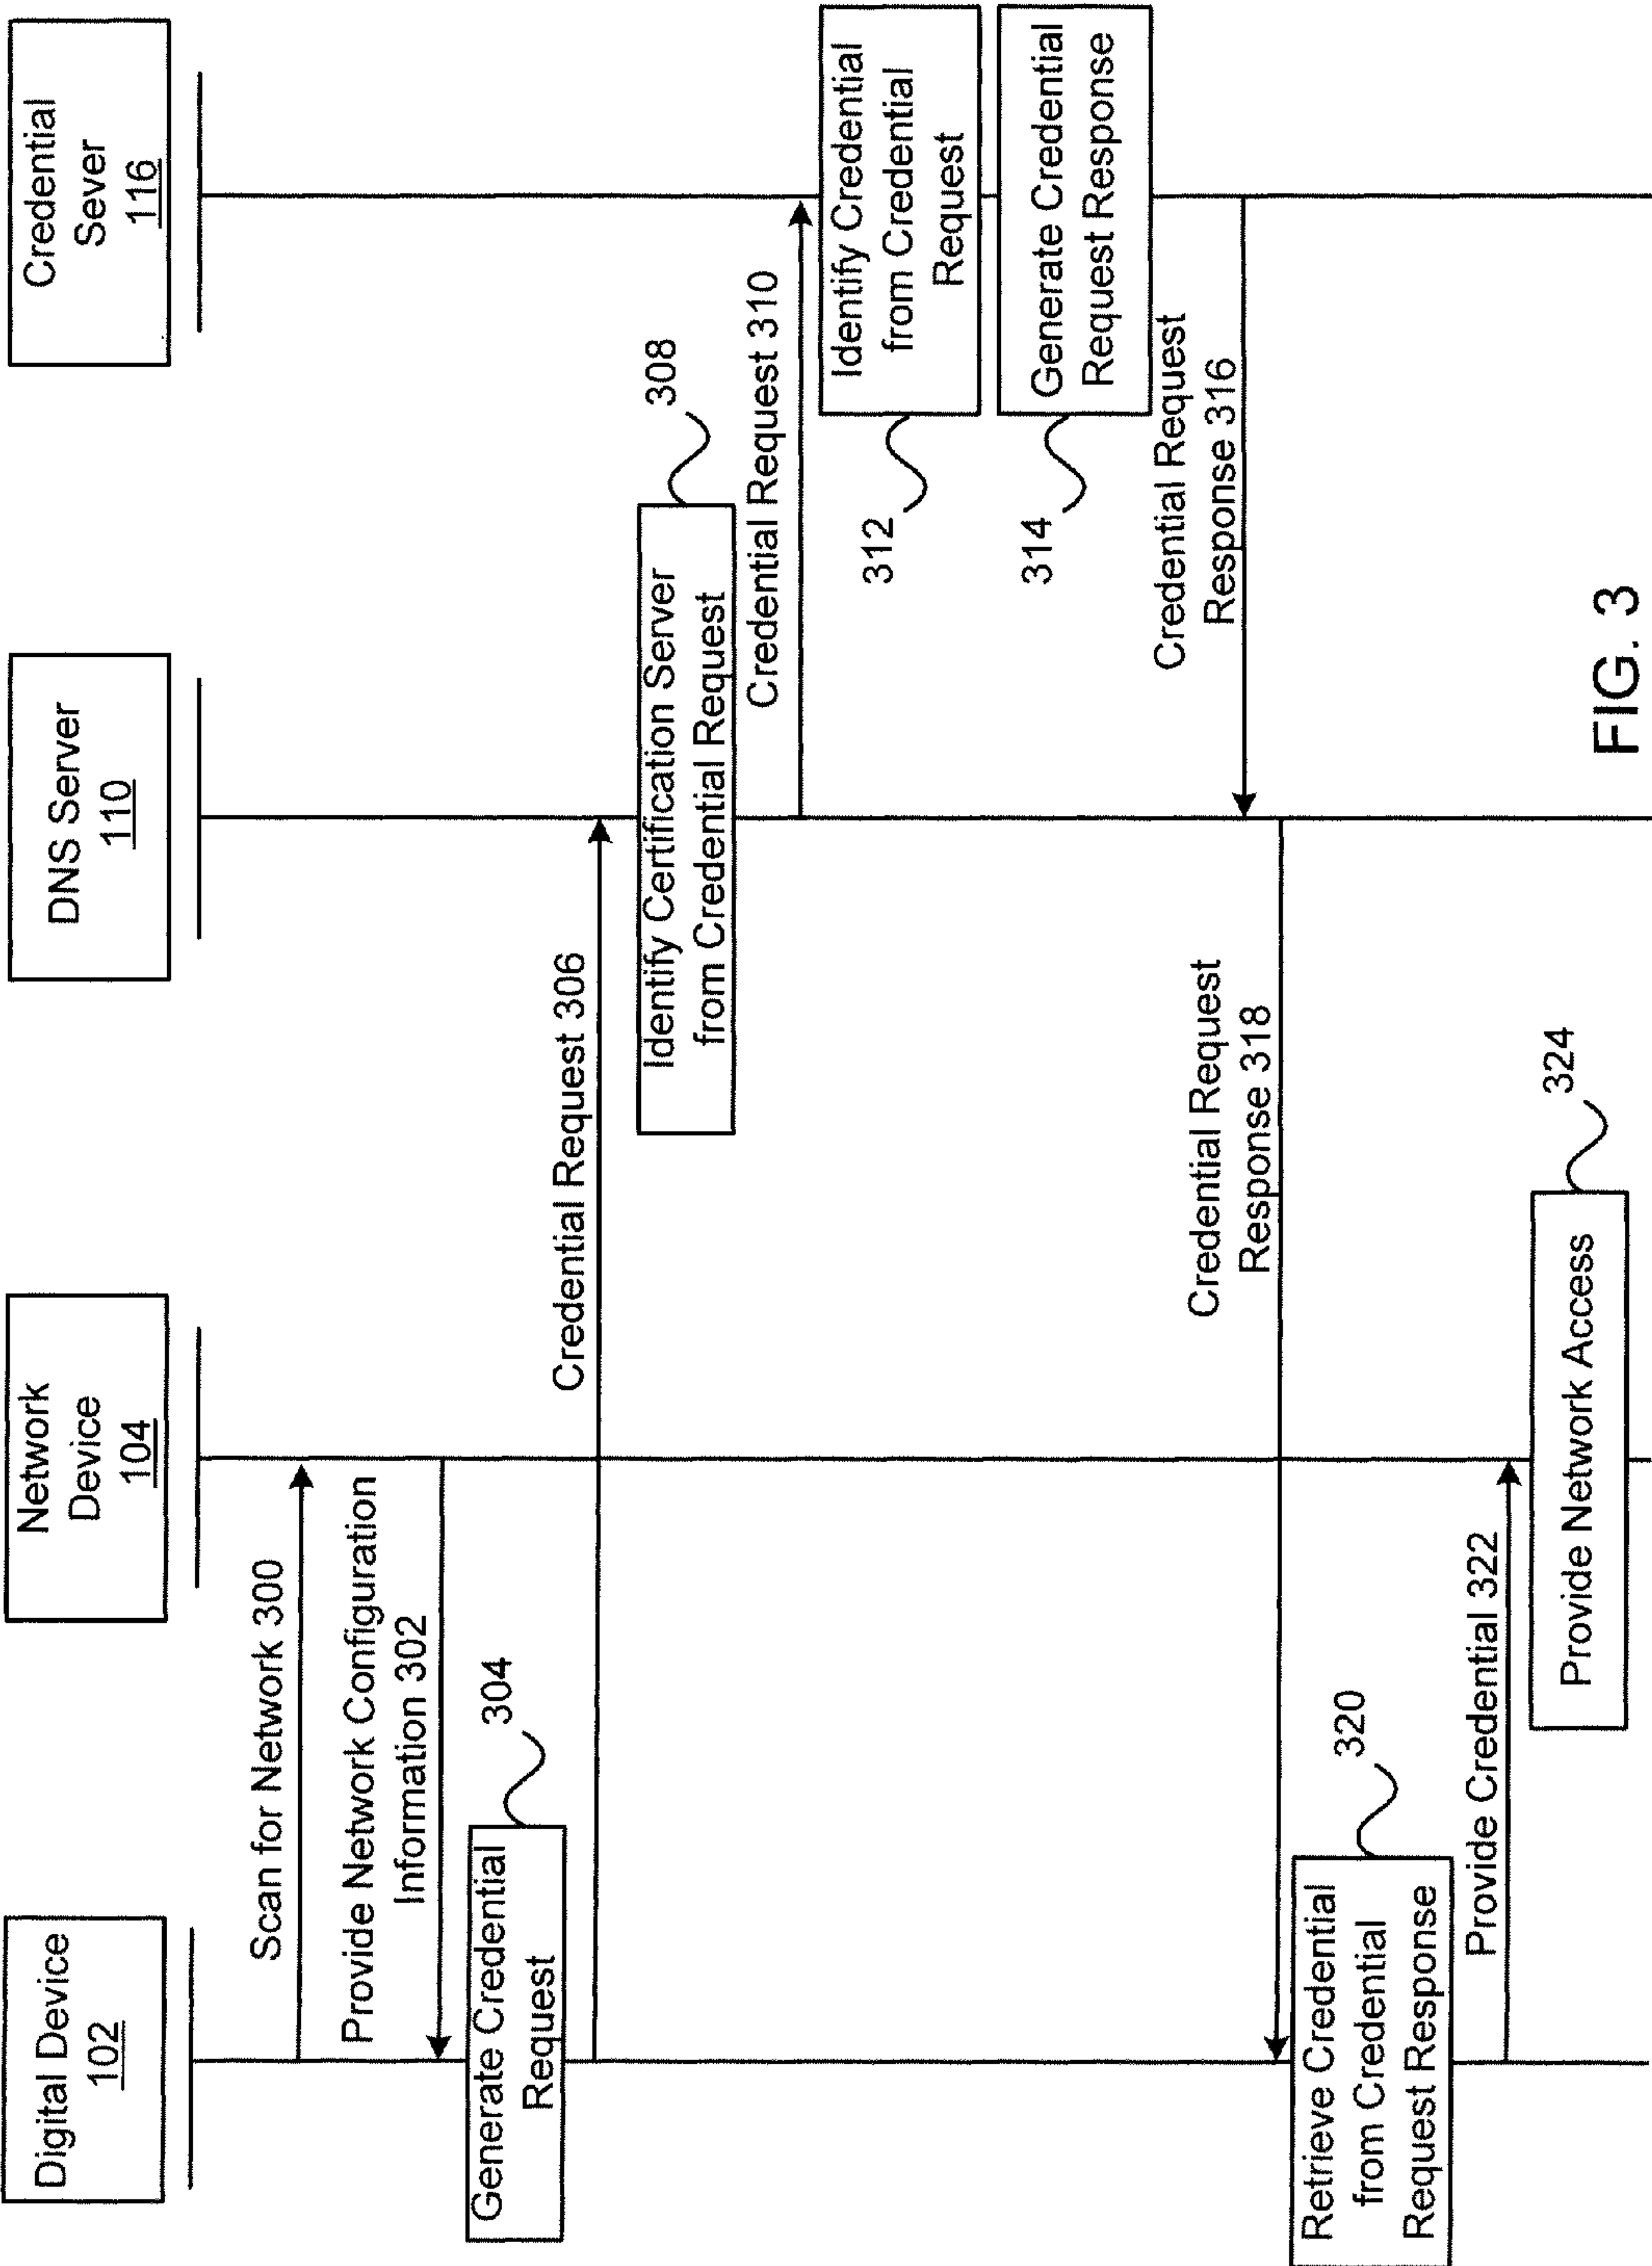 Digital Device
102
Network
Device
104
DNS Server
110
Credential
Sever
116
Scan for Network 300
Provide Network Configuration
Information 302
Generate Credential
Request
304
Credential Request 306
Identify Certification Server
from Credential Request
308
Credential Request 310
Identify Credential
from Credential
Request
312
Generate Credential
Request Response
314
Credential Request
Response 316
Credential Request
Response 318
Retrieve Credential
from Credential
Request Response
320
Provide Credential 322
Provide Network Access
324
FIG. 3